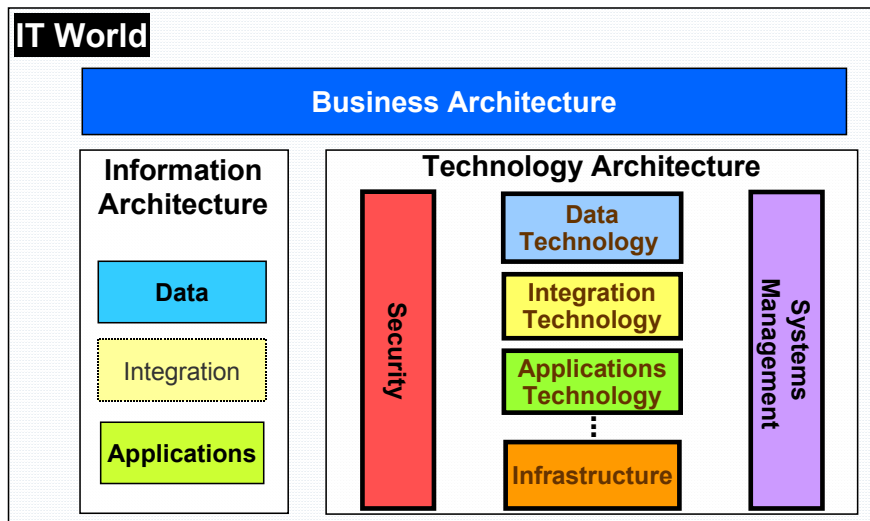 IT World
Business Architecture
Information
Architecture
Data
Integration
Applications
Technology Architecture
Security
Data
Technology
Integration
Technology
Applications
Technology
Infrastructure
Systems
Management